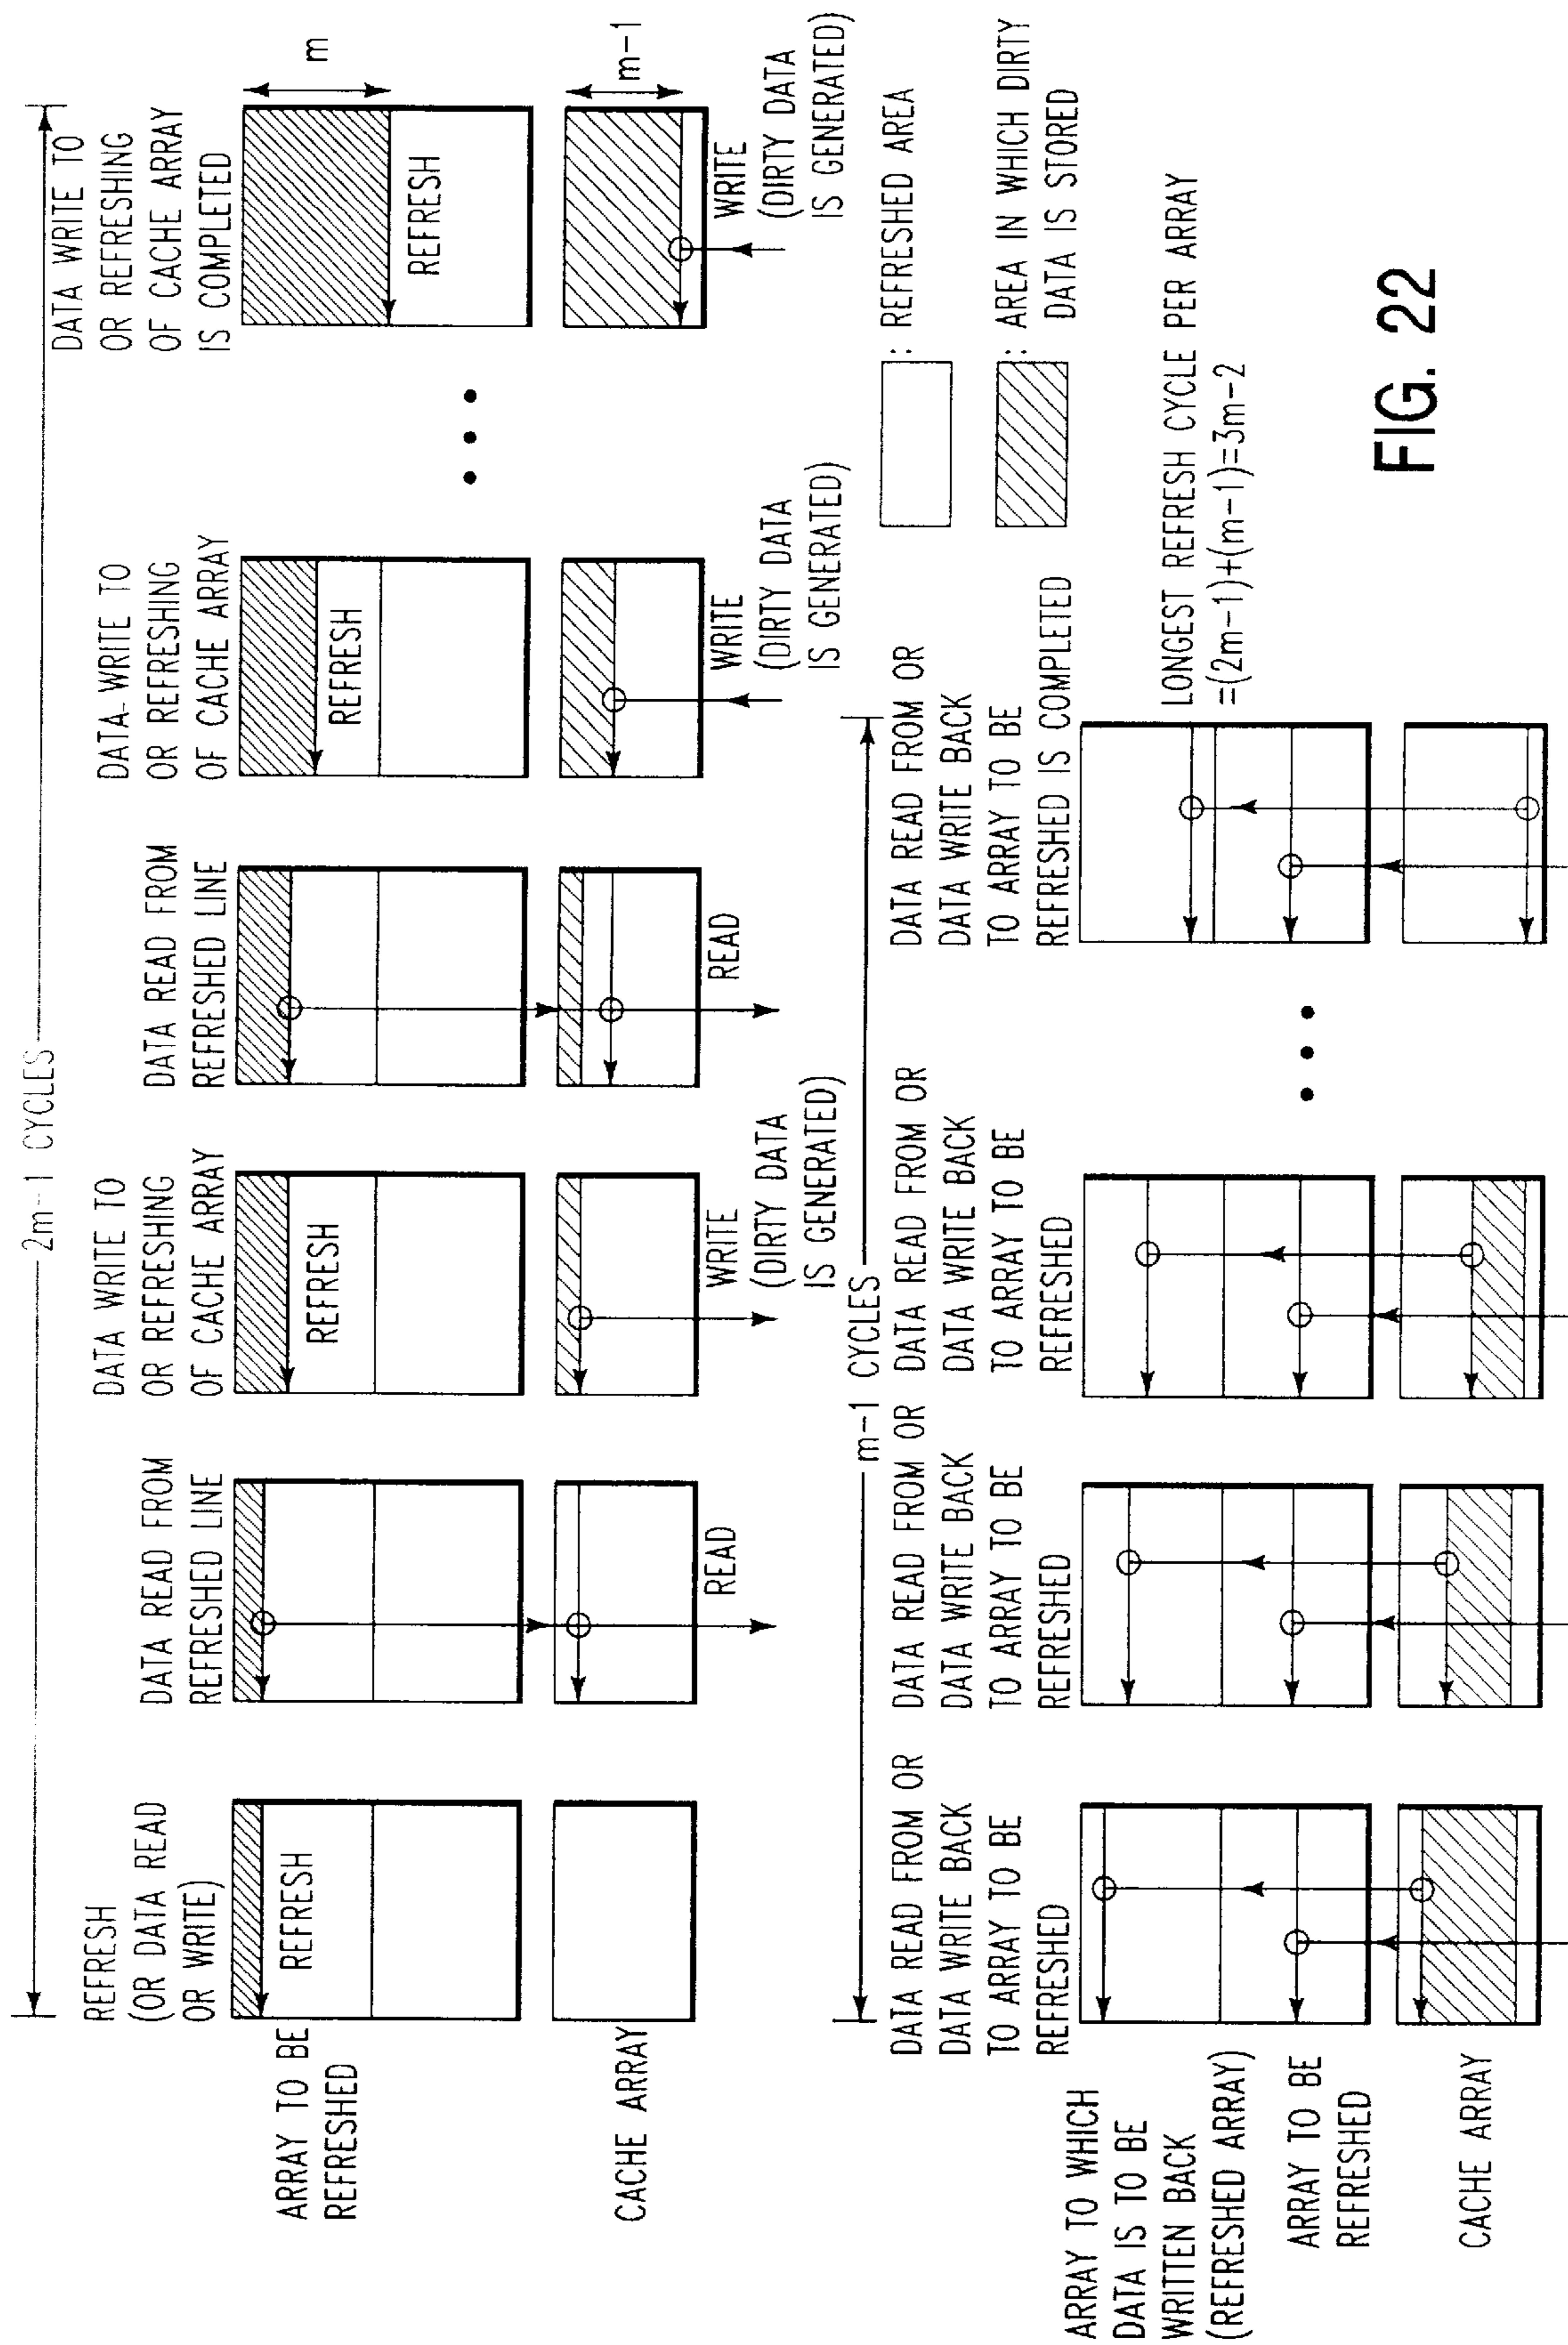 2m-1 CYCLES
REFRESH
(OR DATA READ
OR WRITE)
DATA READ FROM
REFRESHED LINE
DATA WRITE TO
OR REFRESHING
OF CACHE ARRAY
DATA READ FROM
REFRESHED LINE
DATA-WRITE TO
OR REFRESHING
OF CACHE ARRAY
DATA WRITE TO
OR REFRESHING
OF CACHE ARRAY
IS COMPLETED
ARRAY TO BE
REFRESHED
REFRESH
REFRESH
REFRESH
REFRESH
m
CACHE ARRAY
m-1
READ
WRITE
(DIRTY DATA
IS GENERATED)
READ
WRITE
(DIRTY DATA
IS GENERATED)
WRITE
(DIRTY DATA
IS GENERATED)
m-1 CYCLES
: REFRESHED AREA
: AREA IN WHICH DIRTY
DATA IS STORED
DATA READ FROM OR
DATA WRITE BACK
TO ARRAY TO BE
REFRESHED
DATA READ FROM OR
DATA WRITE BACK
TO ARRAY TO BE
REFRESHED
DATA READ FROM OR
DATA WRITE BACK
TO ARRAY TO BE
REFRESHED
DATA READ FROM OR
DATA WRITE BACK
TO ARRAY TO BE
REFRESHED IS COMPLETED
ARRAY TO WHICH
DATA IS TO BE
WRITTEN BACK
(REFRESHED ARRAY)
ARRAY TO BE
REFRESHED
CACHE ARRAY
LONGEST REFRESH CYCLE PER ARRAY
=(2m-1)+(m-1)=3m-2
FIG. 22